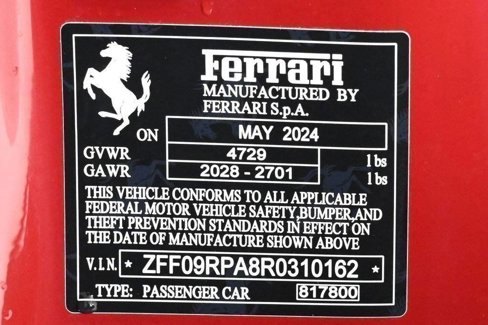 Ferrari
MANUFACTURED BY
FERRARI S.p.A.
ON MAY 2024
GVWR 4729 lbs
GAWR 2028 - 2701 lbs
THIS VEHICLE CONFORMS TO ALL APPLICABLE
FEDERAL MOTOR VEHICLE SAFETY,BUMPER,AND
THEFT PREVENTION STANDARDS IN EFFECT ON
THE DATE OF MANUFACTURE SHOWN ABOVE
V.I.N. * ZFF09RPA8R0310162 *
TYPE: PASSENGER CAR 817800